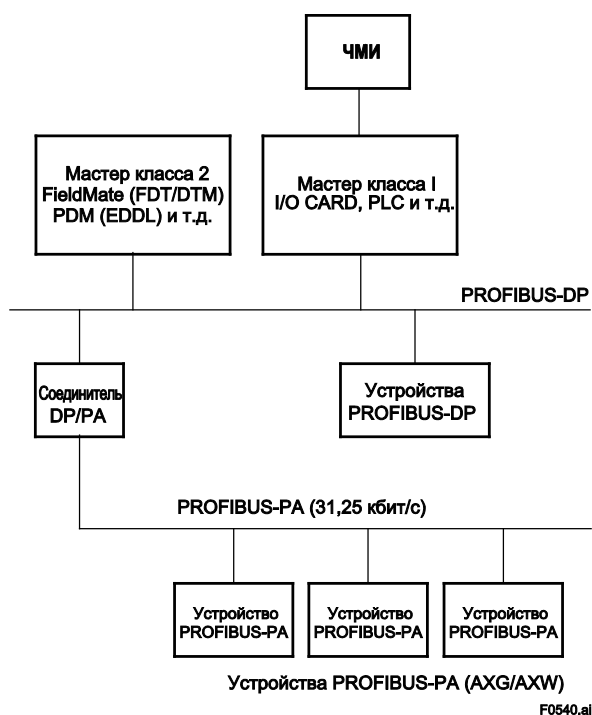 ЧМИ
Мастер класса 2
FieldMate (FDT/DTM)
PDM (EDDL) и т.д.
Мастер класса I
I/O CARD, PLC и т.д.
PROFIBUS-DP
Соединитель
DP/PA
Устройства
PROFIBUS-DP
PROFIBUS-PA (31,25 кбит/с)
Устройство
PROFIBUS-PA
Устройство
PROFIBUS-PA
Устройство
PROFIBUS-PA
Устройства PROFIBUS-PA (AXG/AXW)
F0540.ai